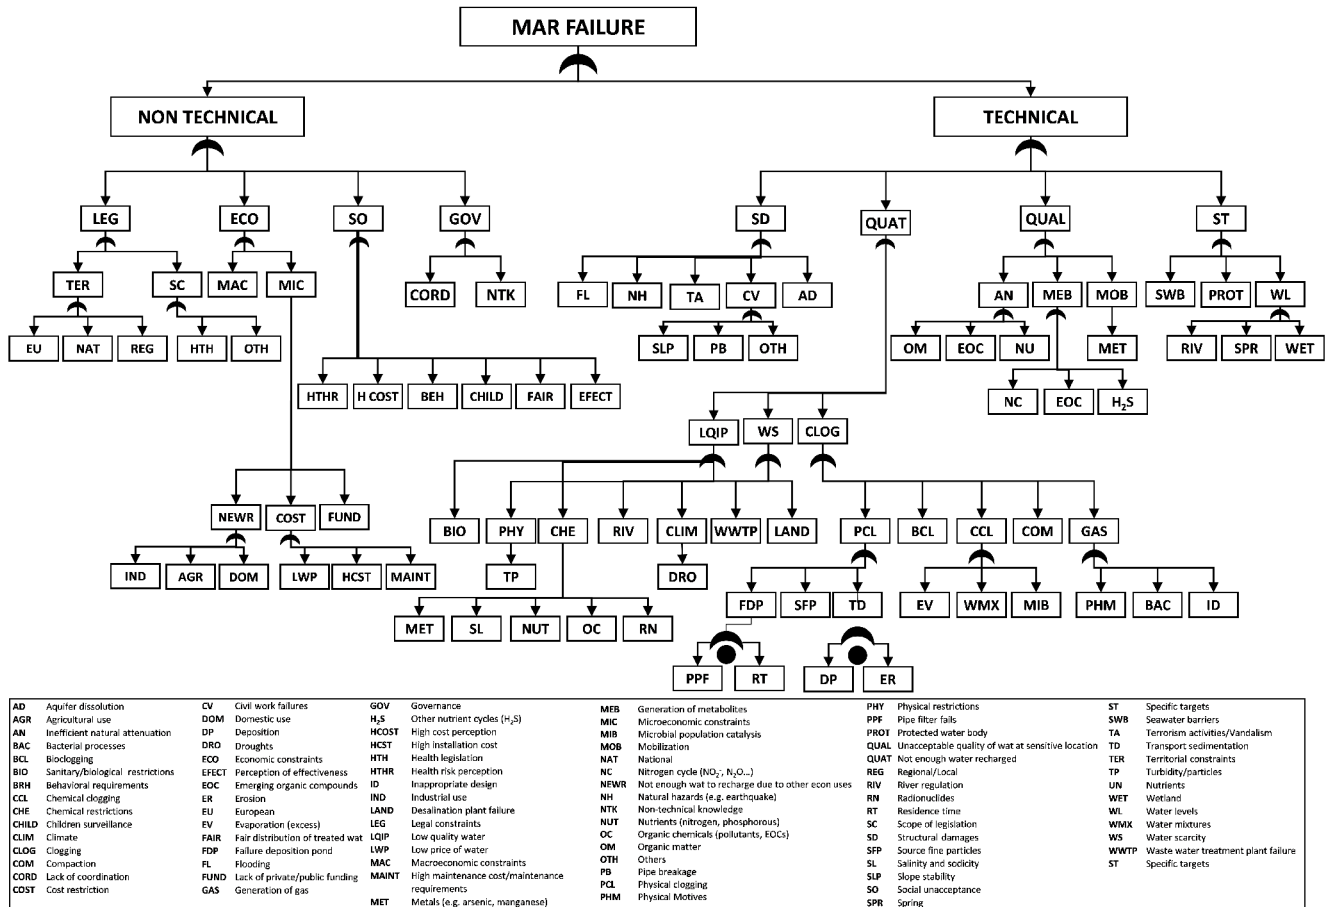 MAR FAILURE
NON TECHNICAL
TECHNICAL
LEG
ECO
SO
GOV
SD
QUAT
QUAL
ST
TER
SC
MAC
MIC
CORD
NTK
FL
NH
TA
CV
AD
AN
MEB
MOB
SWB
PROT
WL
EU
NAT
REG
HTH
OTH
SLP
PB
OTH
OM
EOC
NU
MET
RIV
SPR
WET
HTHR
H COST
BEH
CHILD
FAIR
EFECT
NC
EOC
H₂S
LQIP
WS
CLOG
NEWR
COST
FUND
BIO
PHY
CHE
RIV
CLIM
WWTP
LAND
PCL
BCL
CCL
COM
GAS
IND
AGR
DOM
LWP
HCST
MAINT
TP
DRO
MET
SL
NUT
OC
RN
FDP
SFP
TD
EV
WMX
MIB
PHM
BAC
ID
PPF
RT
DP
ER
AD Aquifer dissolution
AGR Agricultural use
AN Inefficient natural attenuation
BAC Bacterial processes
BCL Bioclogging
BIO Sanitary/biological restrictions
BRH Behavioral requirements
CCL Chemical clogging
CHE Chemical restrictions
CHILD Children surveillance
CLIM Climate
CLOG Clogging
COM Compaction
CORD Lack of coordination
COST Cost restriction
CV Civil work failures
DOM Domestic use
DP Deposition
DRO Droughts
ECO Economic constraints
EFECT Perception of effectiveness
EOC Emerging organic compounds
ER Erosion
EU European
EV Evaporation (excess)
FAIR Fair distribution of treated wat
FDP Failure deposition pond
FL Flooding
FUND Lack of private/public funding
GAS Generation of gas
GOV Governance
H₂S Other nutrient cycles (H₂S)
HCOST High cost perception
HCST High installation cost
HTH Health legislation
HTHR Health risk perception
ID Inappropriate design
IND Industrial use
LAND Desalination plant failure
LEG Legal constraints
LQIP Low quality water
LWP Low price of water
MAC Macroeconomic constraints
MAINT High maintenance cost/maintenance
requirements
MET Metals (e.g. arsenic, manganese)
MEB Generation of metabolites
MIC Microeconomic constraints
MIB Microbial population catalysis
MOB Mobilization
NAT National
NC Nitrogen cycle (NO₂⁻, N₂O...)
NEWR Not enough wat to recharge due to other econ uses
NH Natural hazards (e.g. earthquake)
NTK Non-technical knowledge
NUT Nutrients (nitrogen, phosphorous)
OC Organic chemicals (pollutants, EOCs)
OM Organic matter
OTH Others
PB Pipe breakage
PCL Physical clogging
PHM Physical Motives
PHY Physical restrictions
PPF Pipe filter fails
PROT Protected water body
QUAL Unacceptable quality of wat at sensitive location
QUAT Not enough water recharged
REG Regional/Local
RIV River regulation
RN Radionuclides
RT Residence time
SC Scope of legislation
SD Structural damages
SFP Source fine particles
SL Salinity and sodicity
SLP Slope stability
SO Social unacceptance
SPR Spring
ST Specific targets
SWB Seawater barriers
TA Terrorism activities/Vandalism
TD Transport sedimentation
TER Territorial constraints
TP Turbidity/particles
UN Nutrients
WET Wetland
WL Water levels
WMX Water mixtures
WS Water scarcity
WWTP Waste water treatment plant failure
ST Specific targets